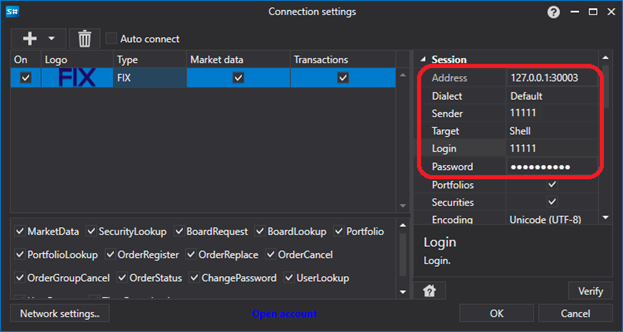 S# Connection settings
Auto connect
On Logo Type Market data Transactions
FIX FIX
Session
Address 127.0.0.1:30003
Dialect Default
Sender 11111
Target Shell
Login 11111
Password ●●●●●●●●●●
Portfolios
Securities
Encoding Unicode (UTF-8)
MarketData SecurityLookup BoardRequest BoardLookup Portfolio
PortfolioLookup OrderRegister OrderReplace OrderCancel
OrderGroupCancel OrderStatus ChangePassword UserLookup
Login
Login.
Verify
Network settings.. Open account OK Cancel